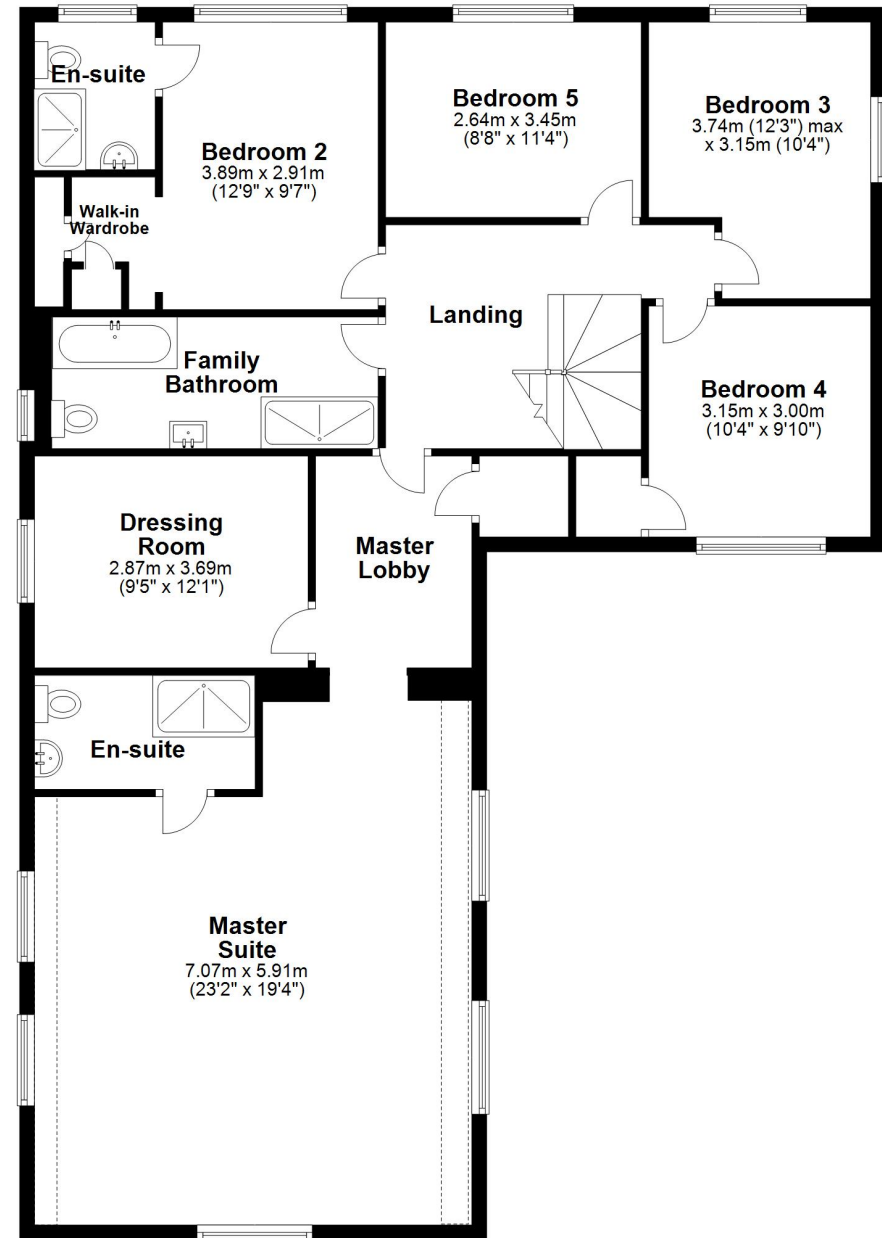 En-suite
Bedroom 2
3.89m x 2.91m
(12'9" x 9'7")
Bedroom 5
2.64m x 3.45m
(8'8" x 11'4")
Bedroom 3
3.74m (12'3") max
x 3.15m (10'4")
Walk-in
Wardrobe
Landing
Family
Bathroom
Bedroom 4
3.15m x 3.00m
(10'4" x 9'10")
Dressing
Room
2.87m x 3.69m
(9'5" x 12'1")
Master
Lobby
En-suite
Master
Suite
7.07m x 5.91m
(23'2" x 19'4")